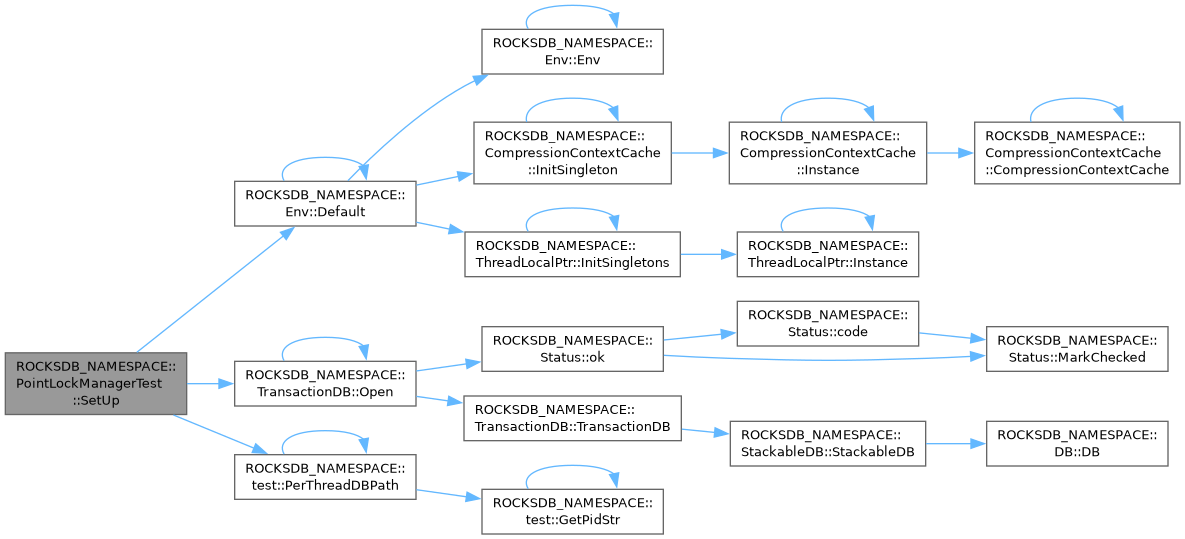 ROCKSDB_NAMESPACE::
Env::Env
ROCKSDB_NAMESPACE::
CompressionContextCache
::InitSingleton
ROCKSDB_NAMESPACE::
CompressionContextCache
::Instance
ROCKSDB_NAMESPACE::
CompressionContextCache
::CompressionContextCache
ROCKSDB_NAMESPACE::
Env::Default
ROCKSDB_NAMESPACE::
ThreadLocalPtr::InitSingletons
ROCKSDB_NAMESPACE::
ThreadLocalPtr::Instance
ROCKSDB_NAMESPACE::
PointLockManagerTest
::SetUp
ROCKSDB_NAMESPACE::
TransactionDB::Open
ROCKSDB_NAMESPACE::
Status::ok
ROCKSDB_NAMESPACE::
Status::code
ROCKSDB_NAMESPACE::
Status::MarkChecked
ROCKSDB_NAMESPACE::
TransactionDB::TransactionDB
ROCKSDB_NAMESPACE::
StackableDB::StackableDB
ROCKSDB_NAMESPACE::
DB::DB
ROCKSDB_NAMESPACE::
test::PerThreadDBPath
ROCKSDB_NAMESPACE::
test::GetPidStr